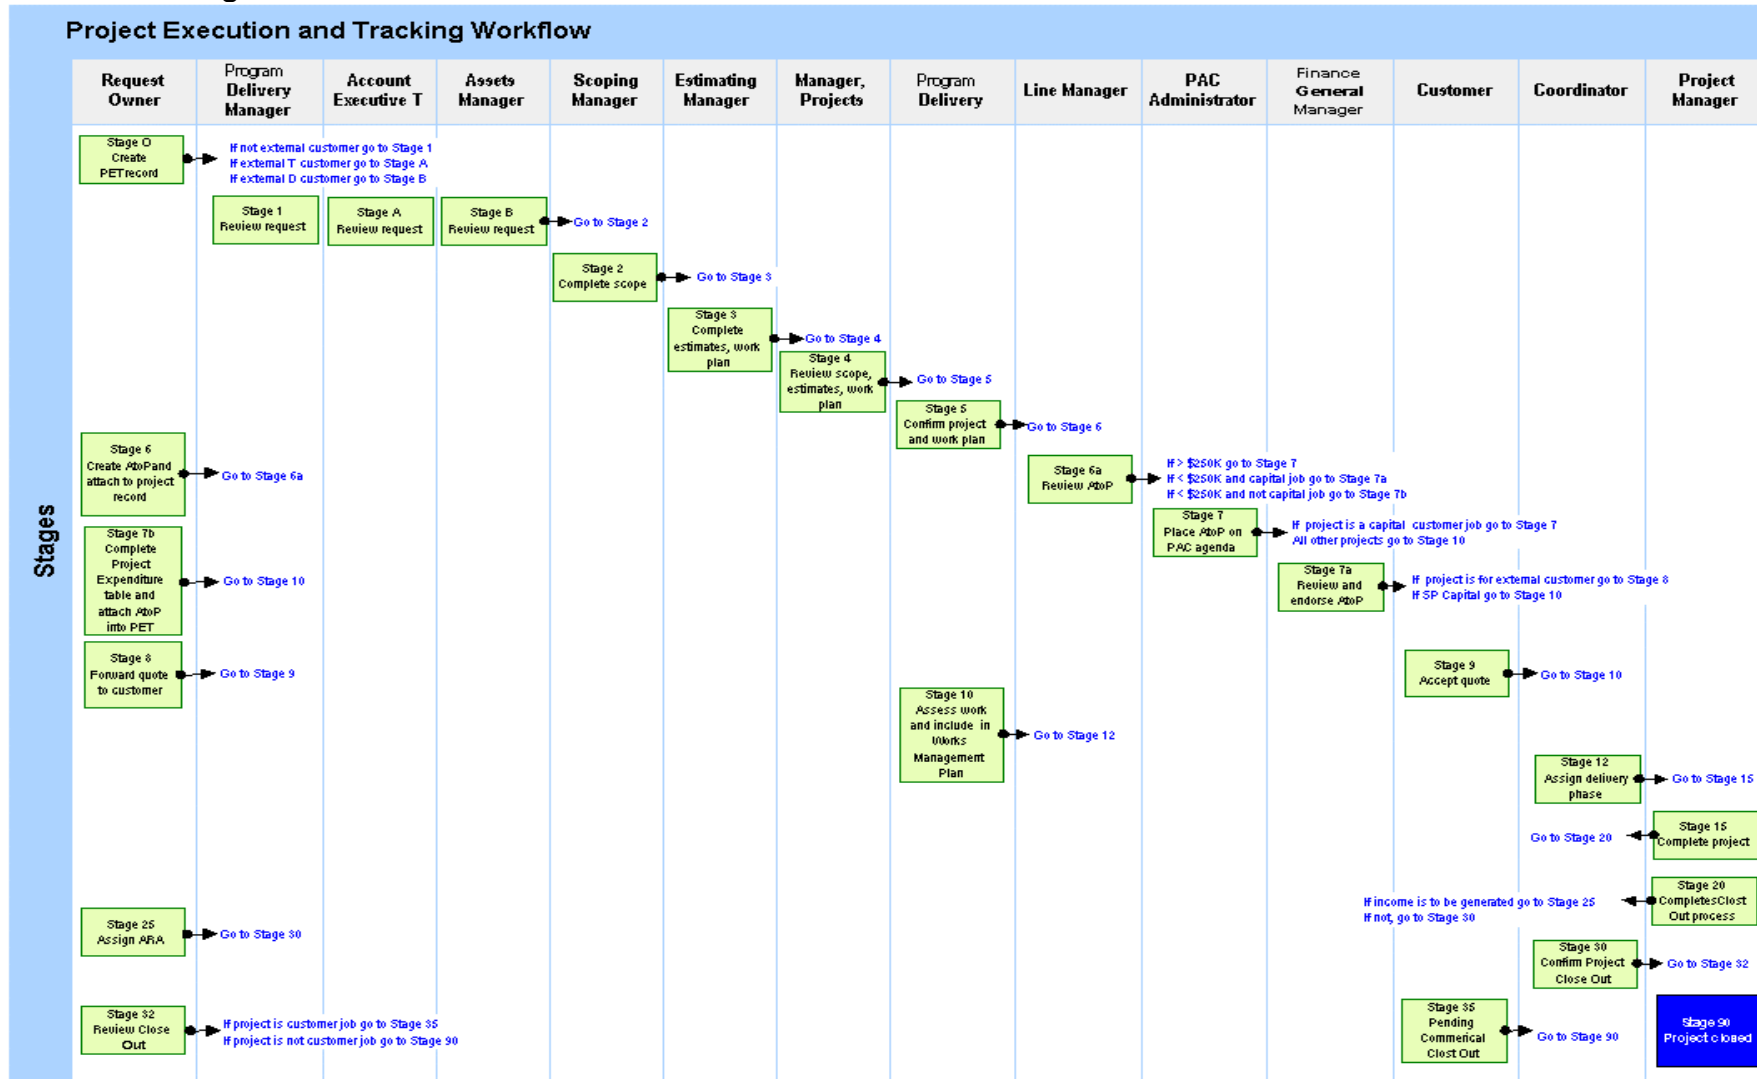 Project Execution and Tracking Workflow
Request
Owner
Program
Delivery
Manager
Account
Executive T
Assets
Manager
Scoping
Manager
Estimating
Manager
Manager,
Projects
Program
Delivery
Line Manager
PAC
Administrator
Finance
General
Manager
Customer
Coordinator
Project
Manager
Stages
Stage O
Create
PETrecord
If not external customer go to Stage 1
If external T customer go to Stage A
If external D customer go to Stage B
Stage 1
Review request
Stage A
Review request
Stage B
Review request
Go to Stage 2
Stage 2
Complete scope
Go to Stage 3
Stage 3
Complete
estimates, work
plan
Go to Stage 4
Stage 4
Review scope,
estimates, work
plan
Go to Stage 5
Stage 5
Confirm project
and work plan
Go to Stage 6
Stage 6
Create AtoPand
attach to project
record
Go to Stage 6a
Stage 6a
Review AtoP
If > $250K go to Stage 7
If < $250K and capital job go to Stage 7a
If < $250K and not capital job go to Stage 7b
Stage 7
Place AtoP on
PAC agenda
If project is a capital customer job go to Stage 7
All other projects go to Stage 10
Stage 7b
Complete
Project
Expenditure
table and
attach AtoP
into PET
Go to Stage 10
Stage 7a
Review and
endorse AtoP
If project is for external customer go to Stage 8
If SP Capital go to Stage 10
Stage 8
Forward quote
to customer
Go to Stage 9
Stage 9
Accept quote
Go to Stage 10
Stage 10
Assess work
and include in
Works
Management
Plan
Go to Stage 12
Stage 12
Assign delivery
phase
Go to Stage 15
Stage 15
Complete project
Go to Stage 20
Stage 20
CompletesClost
Out process
If income is to be generated go to Stage 25
If not, go to Stage 30
Stage 25
Assign ARA
Go to Stage 30
Stage 30
Confirm Project
Close Out
Go to Stage 32
Stage 32
Review Close
Out
If project is customer job go to Stage 35
If project is not customer job go to Stage 90
Stage 35
Pending
Commerical
Clost Out
Go to Stage 90
Stage 90
Project closed